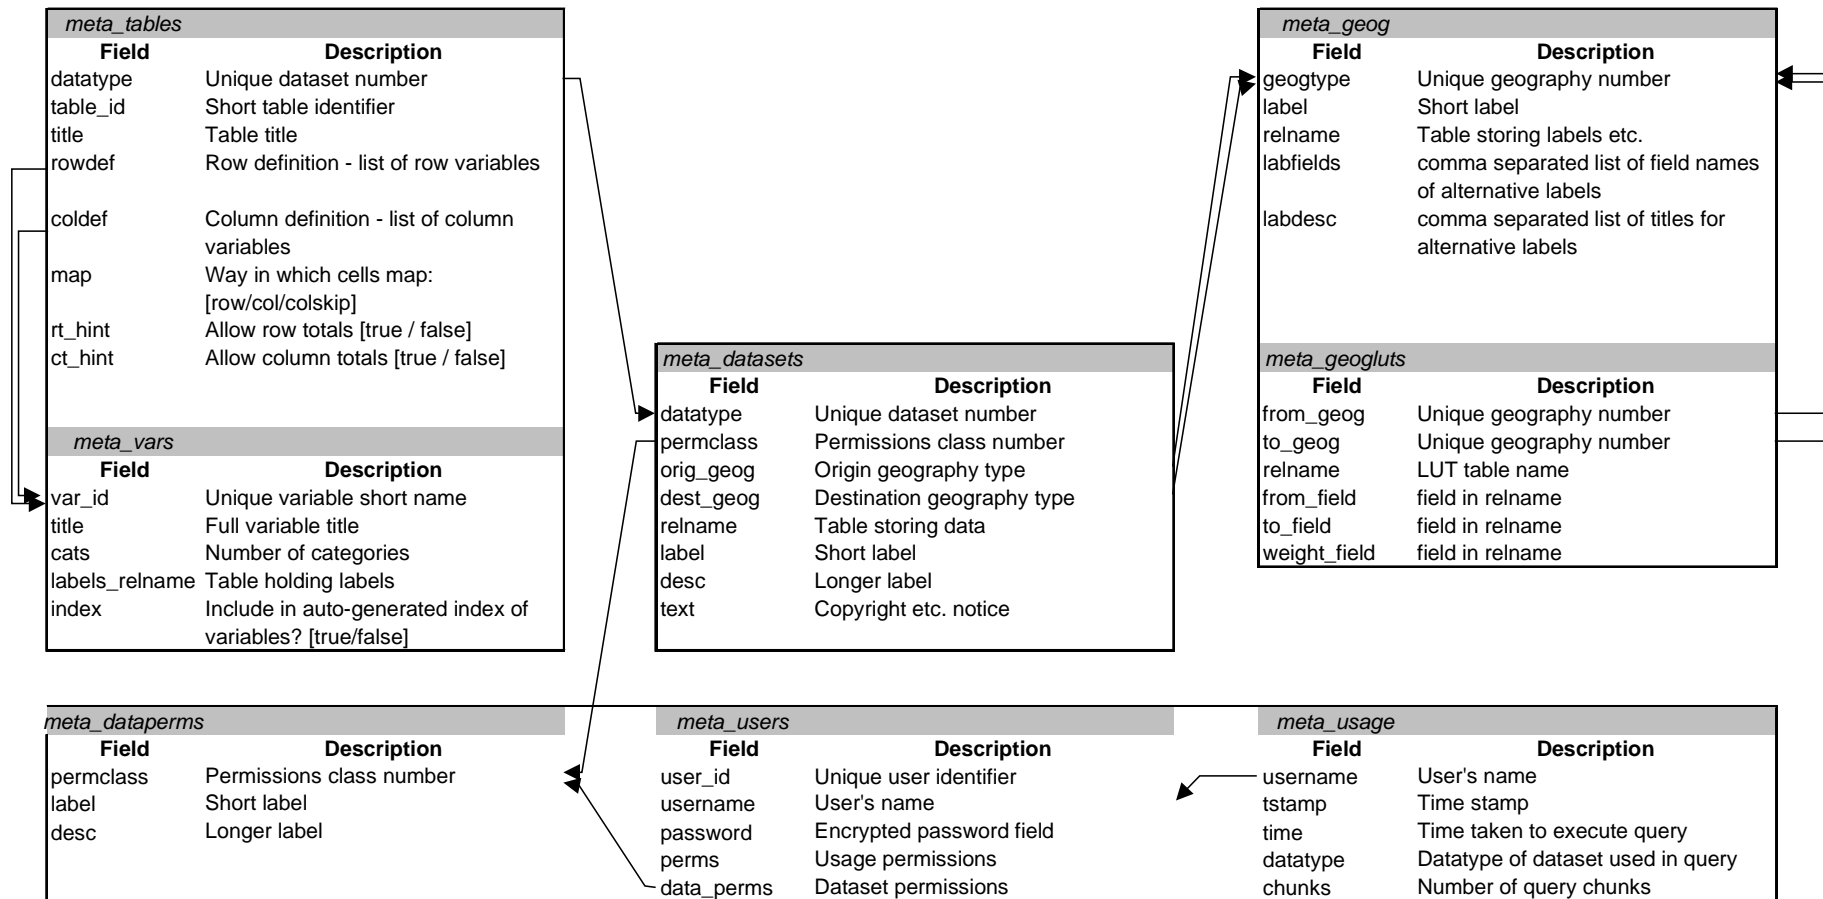 meta_tables
Field Description
datatype Unique dataset number
table_id Short table identifier
title Table title
rowdef Row definition - list of row variables
coldef Column definition - list of column
variables
map Way in which cells map:
[row/col/colskip]
rt_hint Allow row totals [true / false]
ct_hint Allow column totals [true / false]
meta_vars
Field Description
var_id Unique variable short name
title Full variable title
cats Number of categories
labels_relname Table holding labels
index Include in auto-generated index of
variables? [true/false]
meta_datasets
Field Description
datatype Unique dataset number
permclass Permissions class number
orig_geog Origin geography type
dest_geog Destination geography type
relname Table storing data
label Short label
desc Longer label
text Copyright etc. notice
meta_geog
Field Description
geogtype Unique geography number
label Short label
relname Table storing labels etc.
labfields comma separated list of field names
of alternative labels
labdesc comma separated list of titles for
alternative labels
meta_geogluts
Field Description
from_geog Unique geography number
to_geog Unique geography number
relname LUT table name
from_field field in relname
to_field field in relname
weight_field field in relname
meta_dataperms
Field Description
permclass Permissions class number
label Short label
desc Longer label
meta_users
Field Description
user_id Unique user identifier
username User's name
password Encrypted password field
perms Usage permissions
data_perms Dataset permissions
meta_usage
Field Description
username User's name
tstamp Time stamp
time Time taken to execute query
datatype Datatype of dataset used in query
chunks Number of query chunks